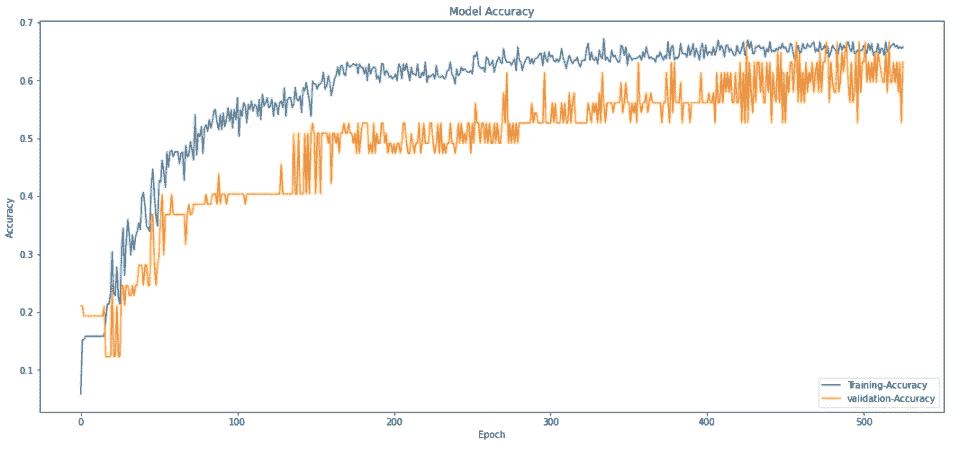 Model Accuracy
0.7
0.6
0.5
0.4
0.3
0.2
0.1
Accuracy
0 100 200 300 400 500
Epoch
Training-Accuracy
validation-Accuracy